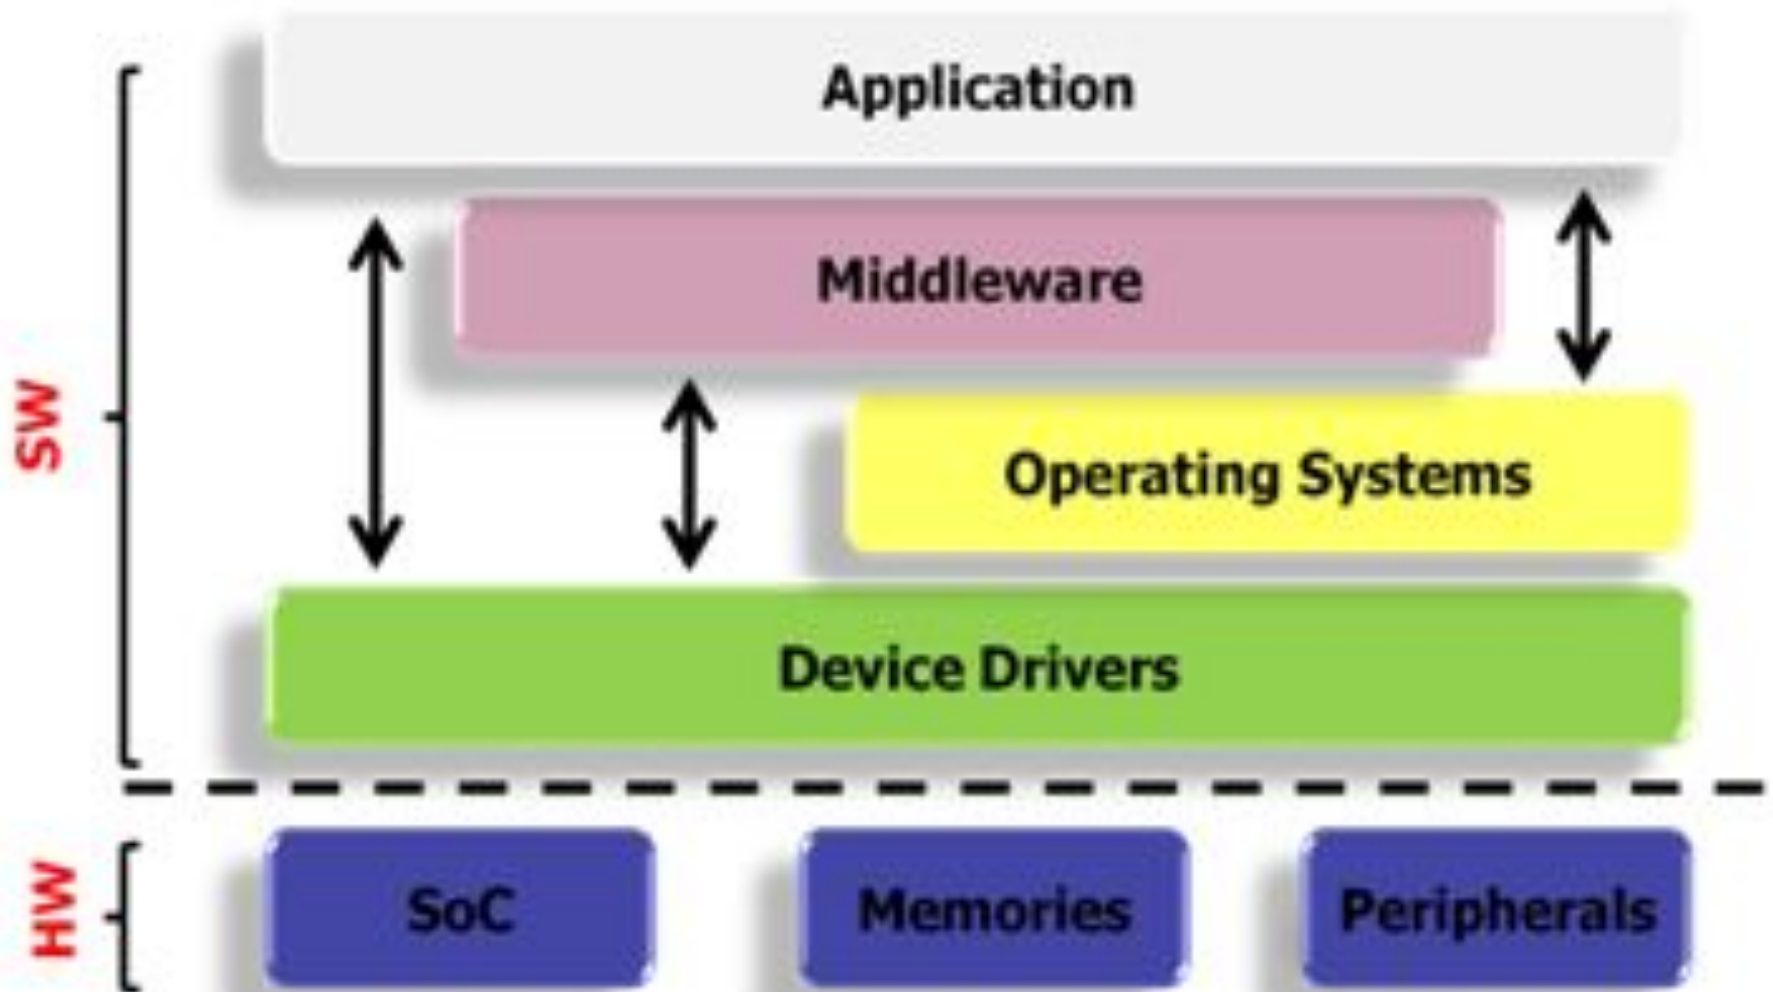 Application
Middleware
SW
Operating Systems
Device Drivers
HW
SoC
Memories
Peripherals